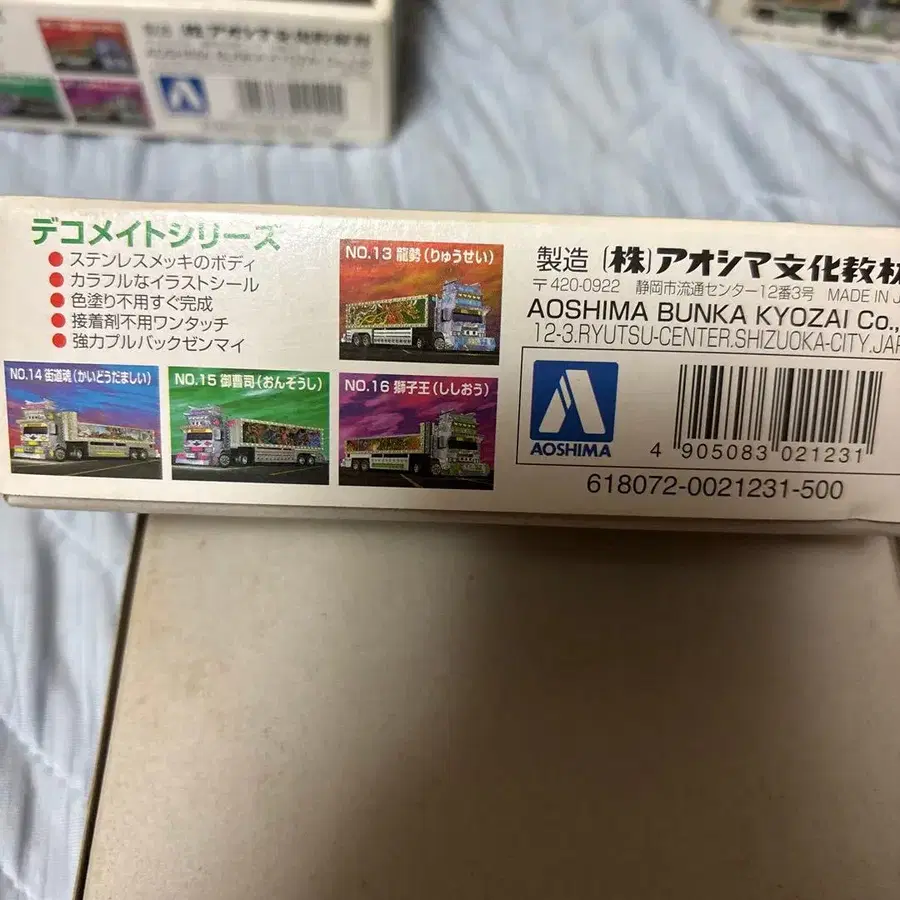 AOSHIMA BUNKA KYOZAI Co.,
デコメイトシリーズ
● ステンレスメッキのボディ
● カラフルなイラストシール
● 色塗り不用すぐ完成
● 接着剤不用ワンタッチ
● 強力プルバックゼンマイ
NO.13 龍勢(りゅうせい)
NO.14 街道魂(かいどうだましい)
NO.15 御曹司(おんぞうし)
NO.16 獅子王(ししおう)
製造 (株)アオシマ文化教材
〒420-0922 静岡市流通センター12番3号 MADE IN J
AOSHIMA BUNKA KYOZAI Co.,
12-3.RYUTSU-CENTER.SHIZUOKA-CITY.JAP
AOSHIMA
4 905083 021231
618072-0021231-500